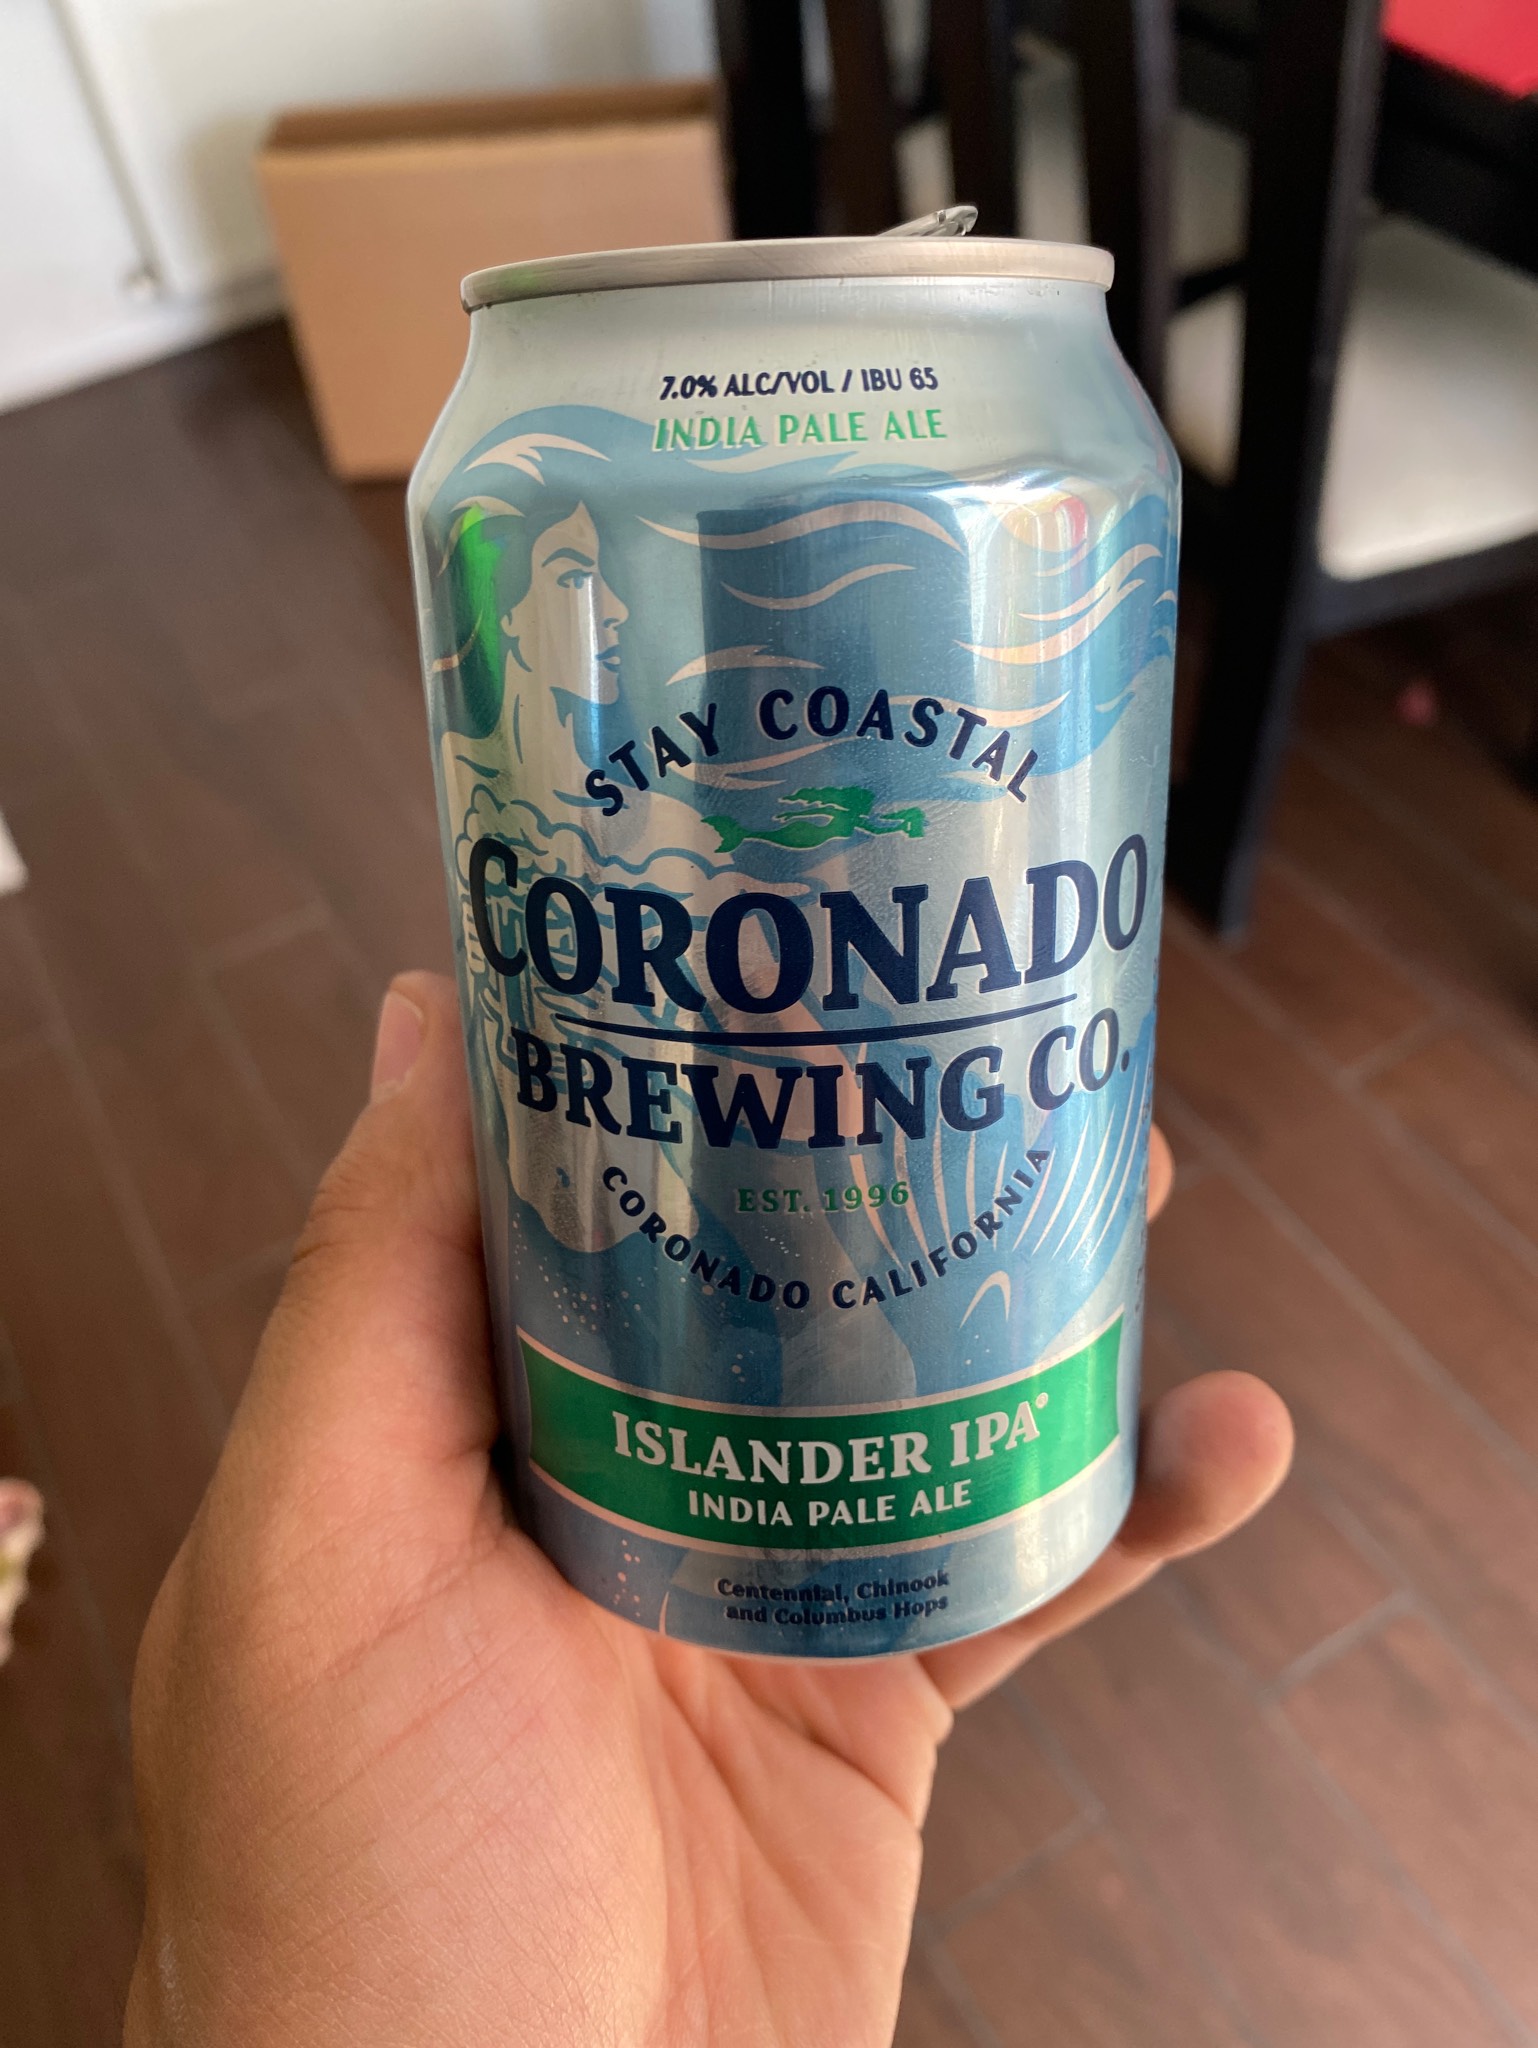 7.0% ALC/VOL / IBU 65
INDIA PALE ALE
STAY COASTAL
CORONADO
BREWING CO.
EST. 1996
CORONADO CALIFORNIA
ISLANDER IPA®
INDIA PALE ALE
Centennial, Chinook
and Columbus Hops